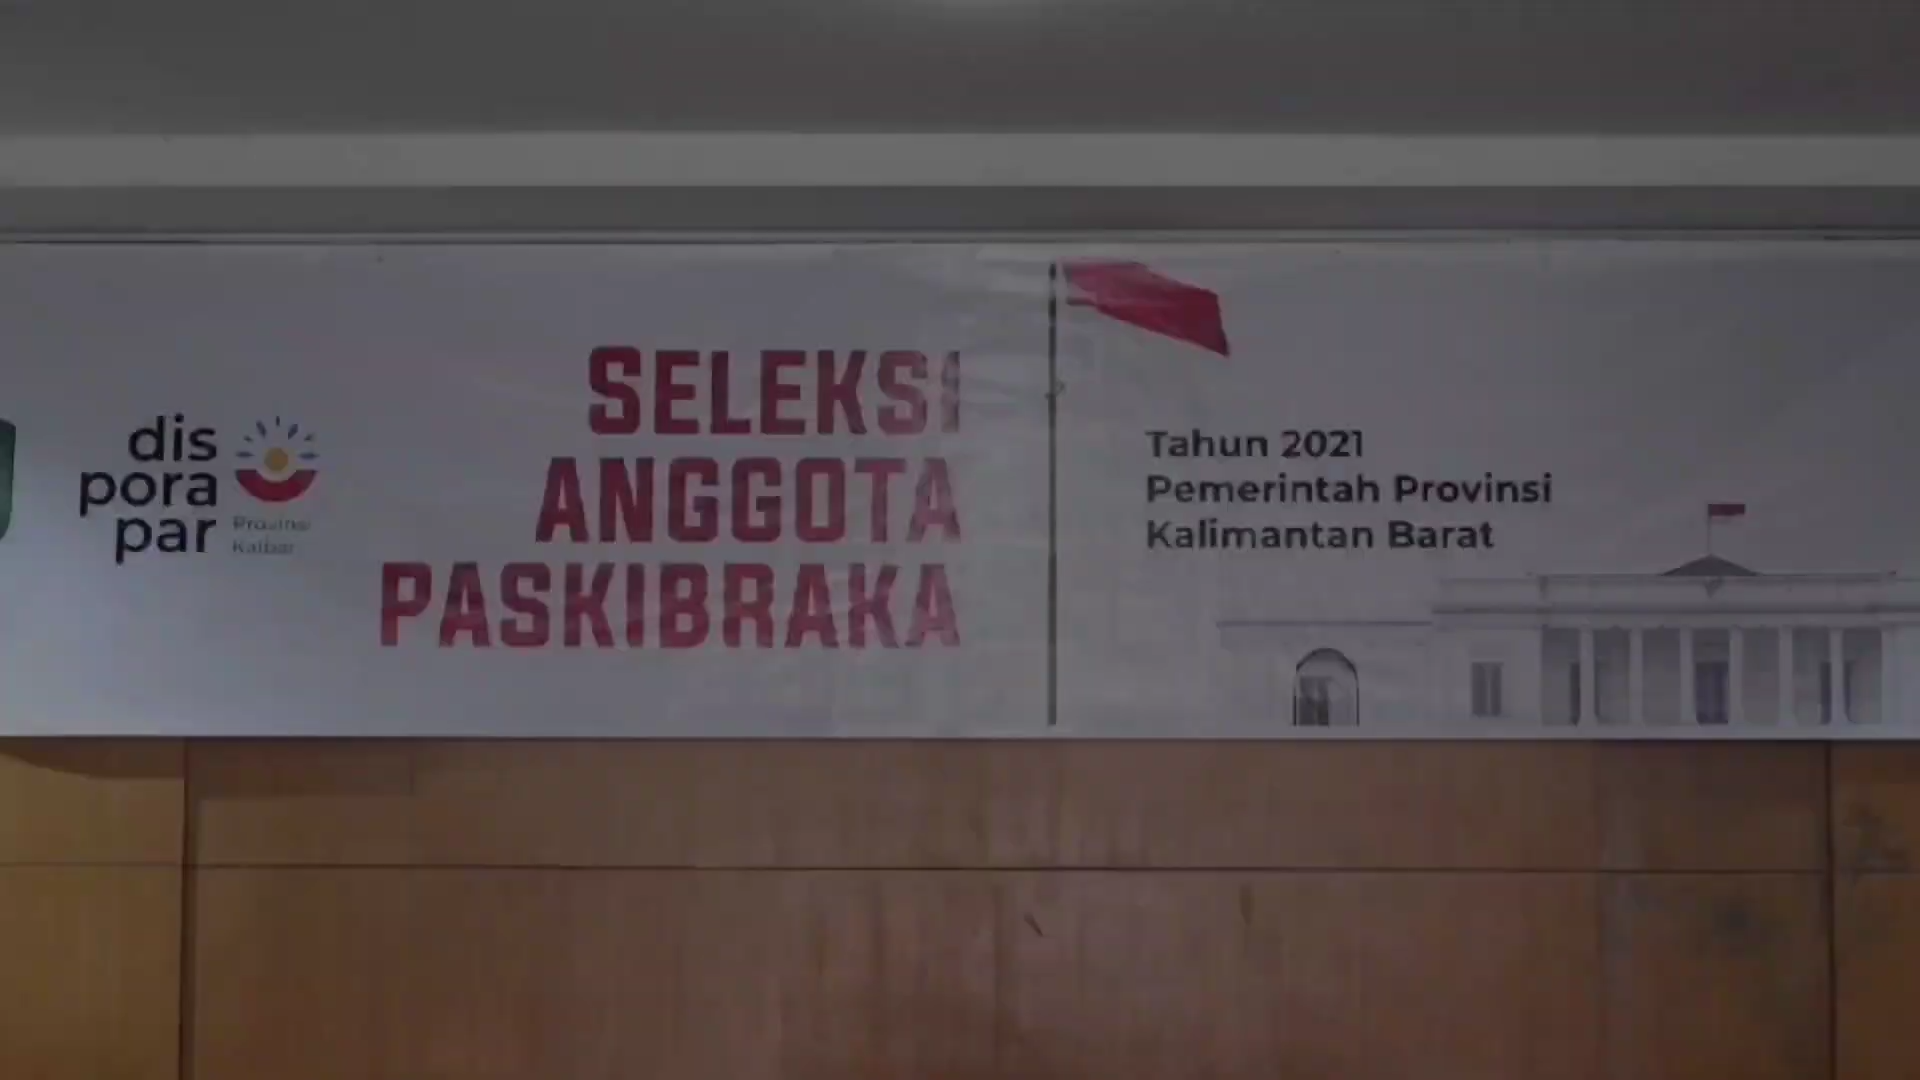 dis
pora
par
Provinsi
Kalbar
SELEKSI
ANGGOTA
PASKIBRAKA
Tahun 2021
Pemerintah Provinsi
Kalimantan Barat